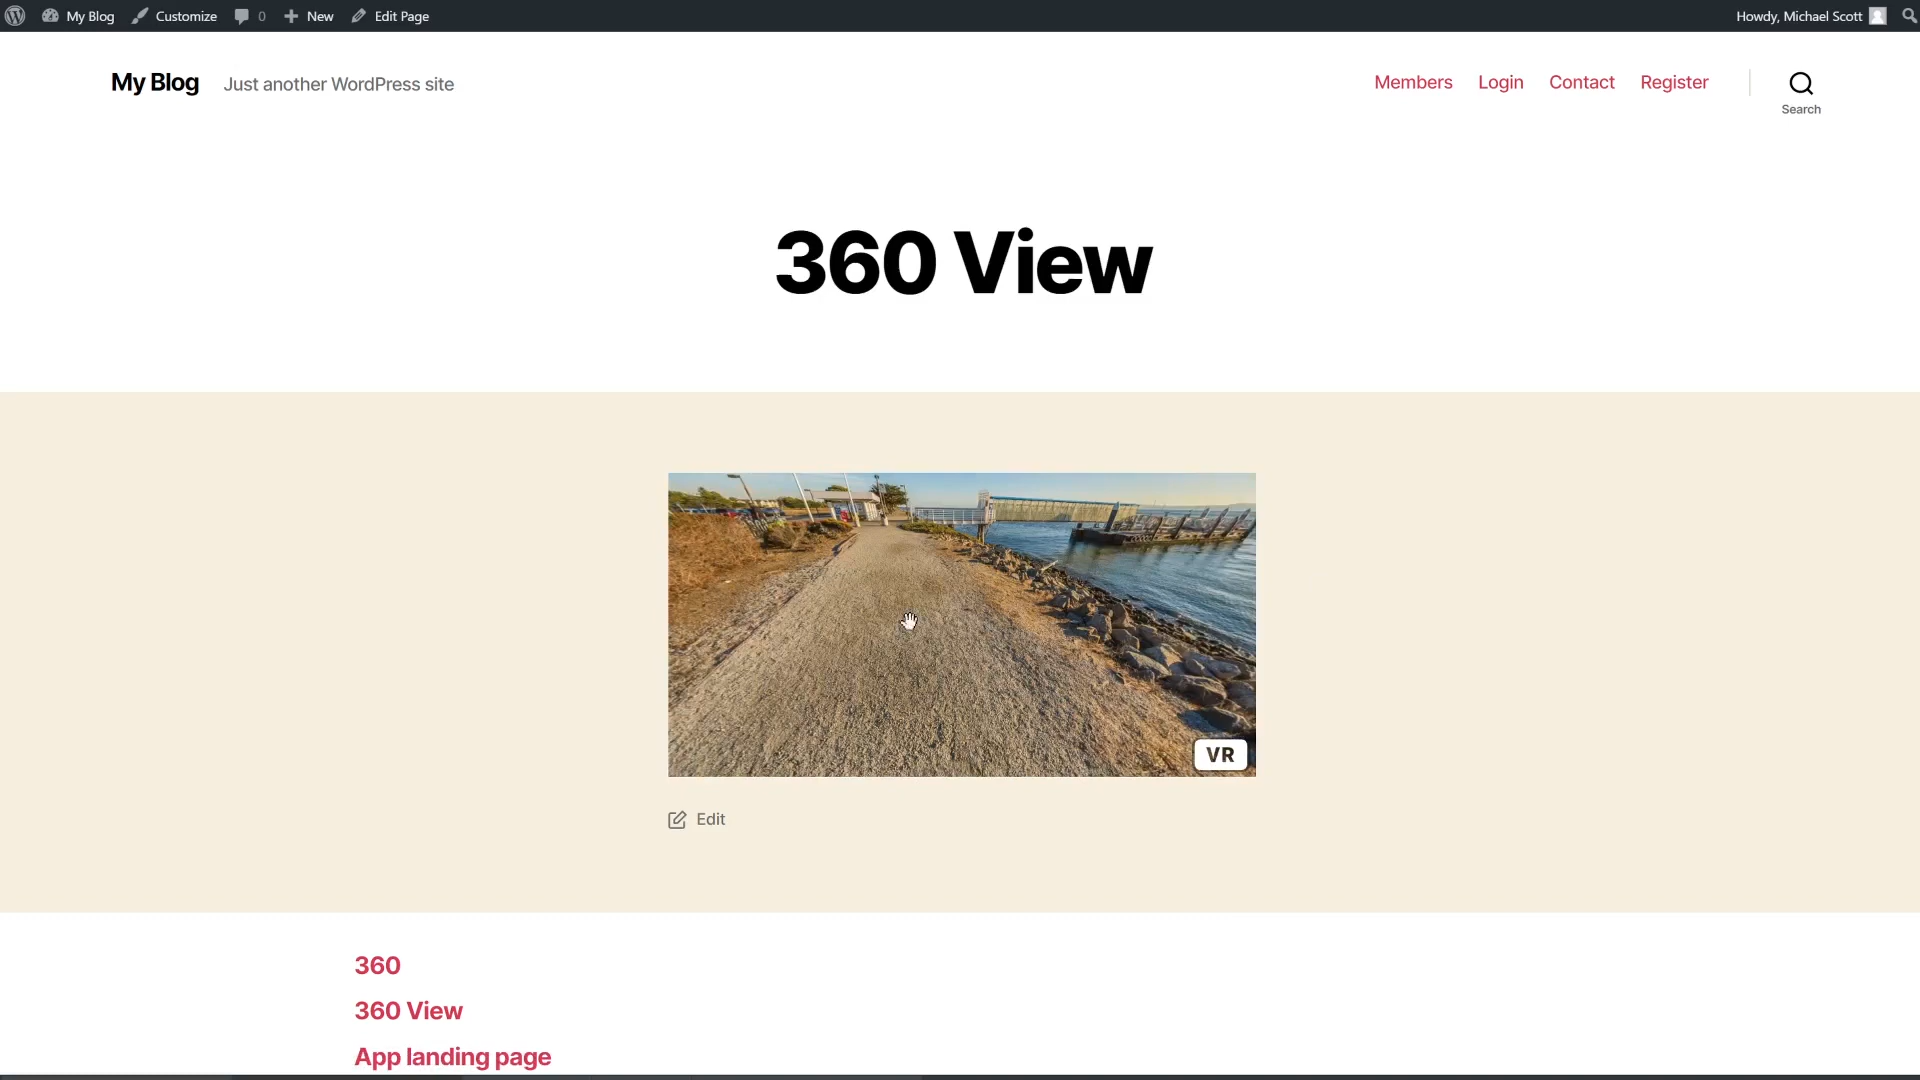 My Blog Customize 0 New Edit Page Howdy, Michael Scott
My Blog Just another WordPress site Members Login Contact Register
Search
360 View
VR
Edit
360
360 View
App landing page